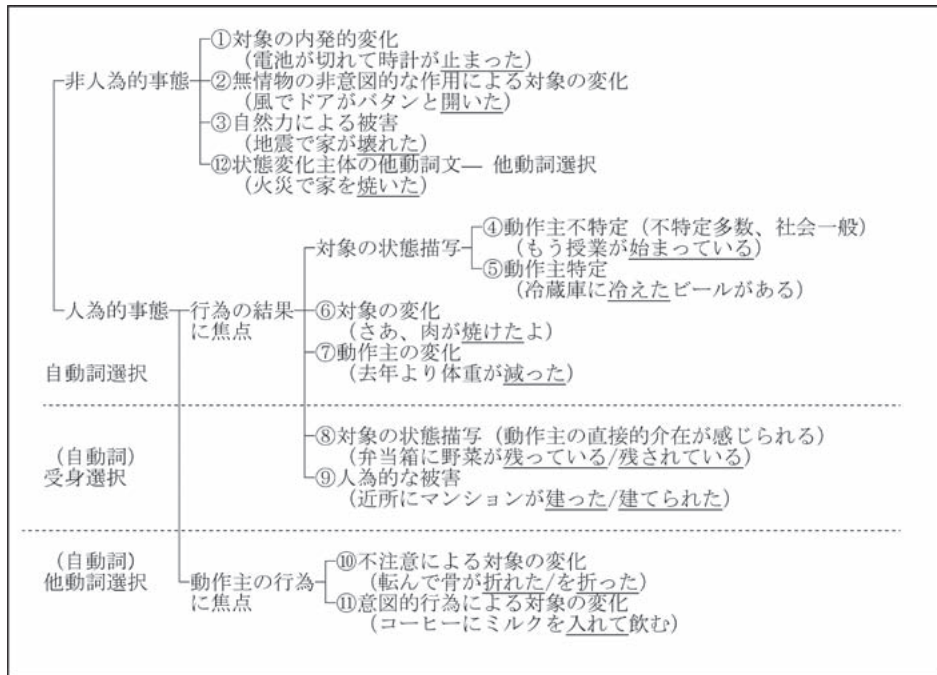 ①対象の内発的変化
(電池が切れて時計が止まった)
非人為的事態
②無情物の非意図的な作用による対象の変化
(風でドアがバタンと開いた)
③自然力による被害
(地震で家が壊れた)
⑫状態変化主体の他動詞文― 他動詞選択
(火災で家を焼いた)
対象の状態描写
④動作主不特定(不特定多数、社会一般)
(もう授業が始まっている)
⑤動作主特定
(冷蔵庫に冷えたビールがある)
人為的事態
行為の結果
に焦点
⑥対象の変化
(さあ、肉が焼けたよ)
⑦動作主の変化
(去年より体重が減った)
自動詞選択
⑧対象の状態描写(動作主の直接的介在が感じられる)
(弁当箱に野菜が残っている/残されている)
(自動詞)
受身選択
⑨人為的な被害
(近所にマンションが建った/建てられた)
(自動詞)
他動詞選択
動作主の行為
に焦点
⑩不注意による対象の変化
(転んで骨が折れた/を折った)
⑪意図的行為による対象の変化
(コーヒーにミルクを入れて飲む)